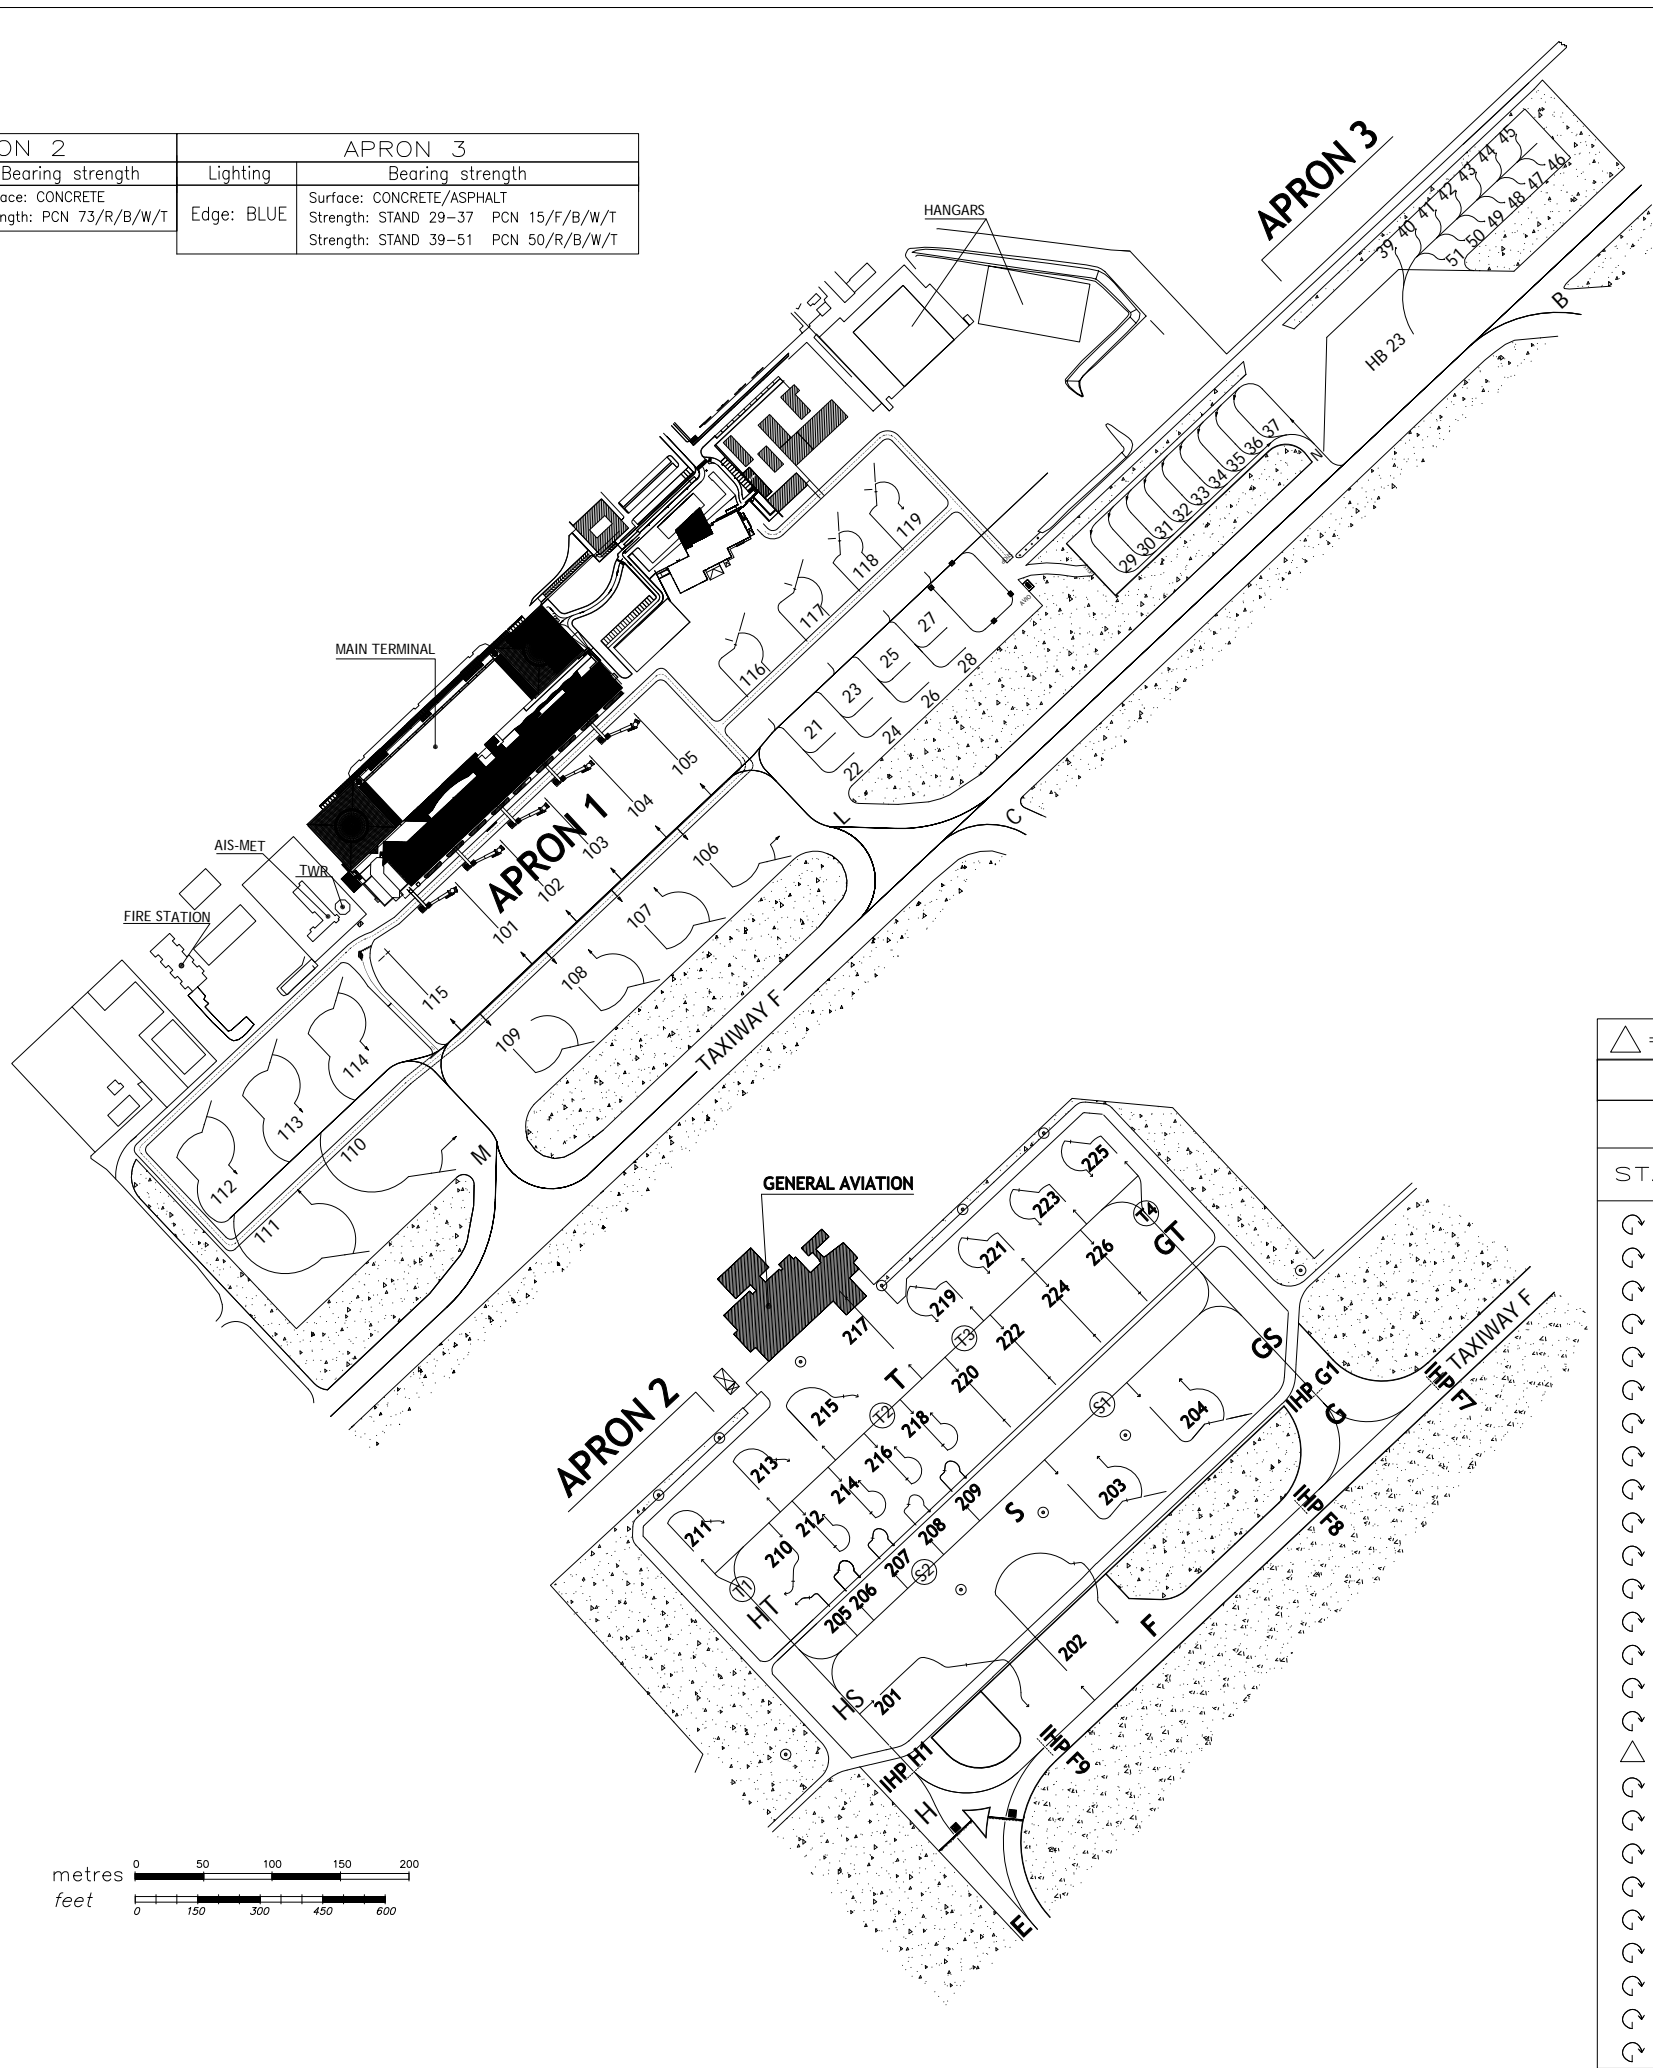 ON 2
APRON 3
Bearing strength
Lighting
Bearing strength
ace: CONCRETE
ngth: PCN 73/R/B/W/T
Edge: BLUE
Surface: CONCRETE/ASPHALT
Strength: STAND 29-37 PCN 15/F/B/W/T
Strength: STAND 39-51 PCN 50/R/B/W/T
HANGARS
APRON 3
39
40
41
42
43
44
45
46
47
48
49
50
51
HB 23
B
29
30
31
32
33
34
35
36
37
N
119
118
117
116
27
25
23
21
28
26
24
22
MAIN TERMINAL
APRON 1
105
104
103
102
101
115
106
107
108
109
L
C
AIS-MET
TWR
FIRE STATION
TAXIWAY F
114
113
112
110
111
M
GENERAL AVIATION
APRON 2
225
223
221
219
217
215
213
211
T4
GT
226
224
222
220
218
216
214
212
210
T
T3
T2
T1
HT
GS
S1
204
203
S
209
208
207
206
205
S2
HS
201
202
IHP G1
G
IHP F7
TAXIWAY F
IHP F8
F
IHP F9
IHP H1
H
E
△ =
STA
metres 0 50 100 150 200
feet 0 150 300 450 600